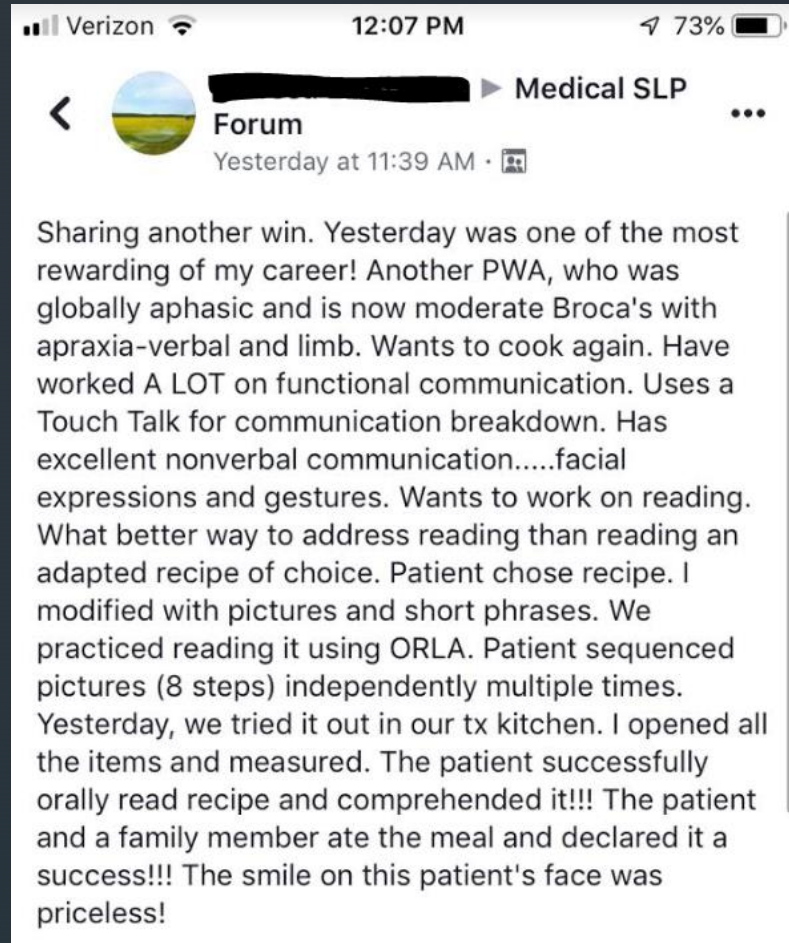 Verizon 12:07 PM 73%
Medical SLP
Forum
Yesterday at 11:39 AM ·
Sharing another win. Yesterday was one of the most
rewarding of my career! Another PWA, who was
globally aphasic and is now moderate Broca's with
apraxia-verbal and limb. Wants to cook again. Have
worked A LOT on functional communication. Uses a
Touch Talk for communication breakdown. Has
excellent nonverbal communication.....facial
expressions and gestures. Wants to work on reading.
What better way to address reading than reading an
adapted recipe of choice. Patient chose recipe. I
modified with pictures and short phrases. We
practiced reading it using ORLA. Patient sequenced
pictures (8 steps) independently multiple times.
Yesterday, we tried it out in our tx kitchen. I opened all
the items and measured. The patient successfully
orally read recipe and comprehended it!!! The patient
and a family member ate the meal and declared it a
success!!! The smile on this patient's face was
priceless!